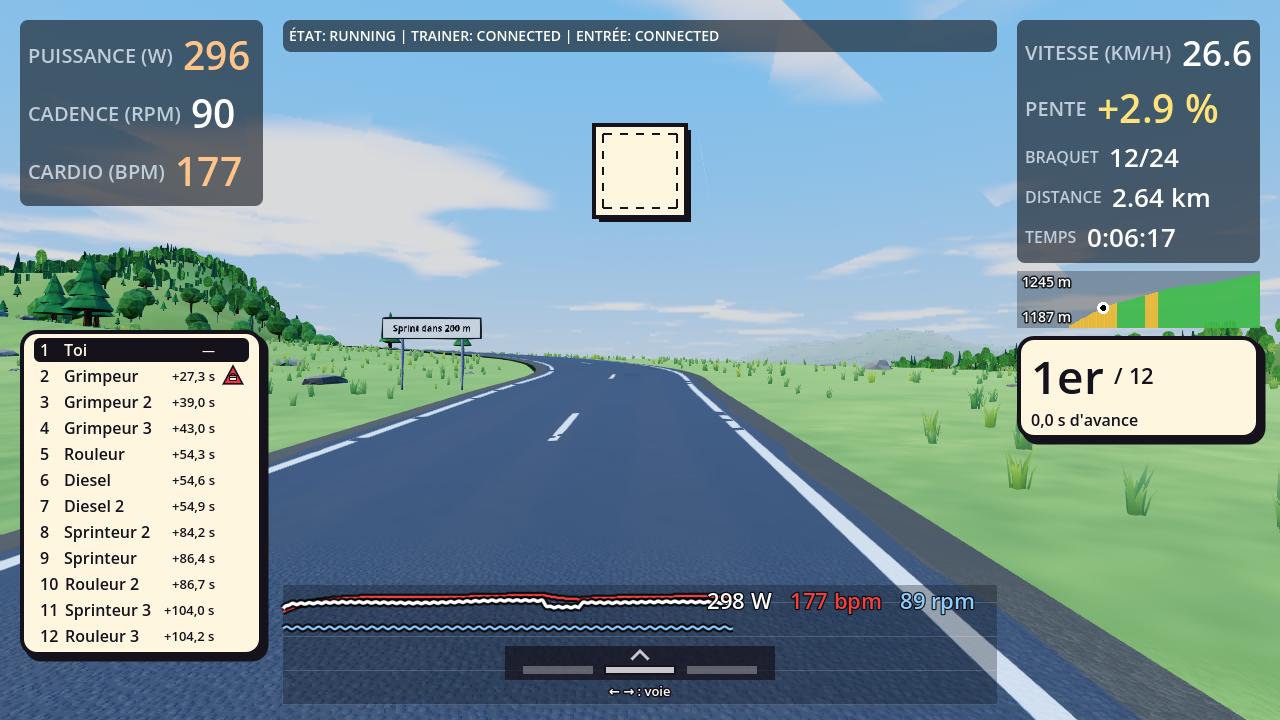 PUISSANCE (W) 296
CADENCE (RPM) 90
CARDIO (BPM) 177
ÉTAT: RUNNING | TRAINER: CONNECTED | ENTRÉE: CONNECTED
VITESSE (KM/H) 26.6
PENTE +2.9 %
BRAQUET 12/24
DISTANCE 2.64 km
TEMPS 0:06:17
1245 m
1187 m
1er / 12
0,0 s d'avance
Sprint dans 200 m
1 Toi —
2 Grimpeur +27,3 s
3 Grimpeur 2 +39,0 s
4 Grimpeur 3 +43,0 s
5 Rouleur +54,3 s
6 Diesel +54,6 s
7 Diesel 2 +54,9 s
8 Sprinteur 2 +84,2 s
9 Sprinteur +86,4 s
10 Rouleur 2 +86,7 s
11 Sprinteur 3 +104,0 s
12 Rouleur 3 +104,2 s
298 W 177 bpm 89 rpm
← → : voie